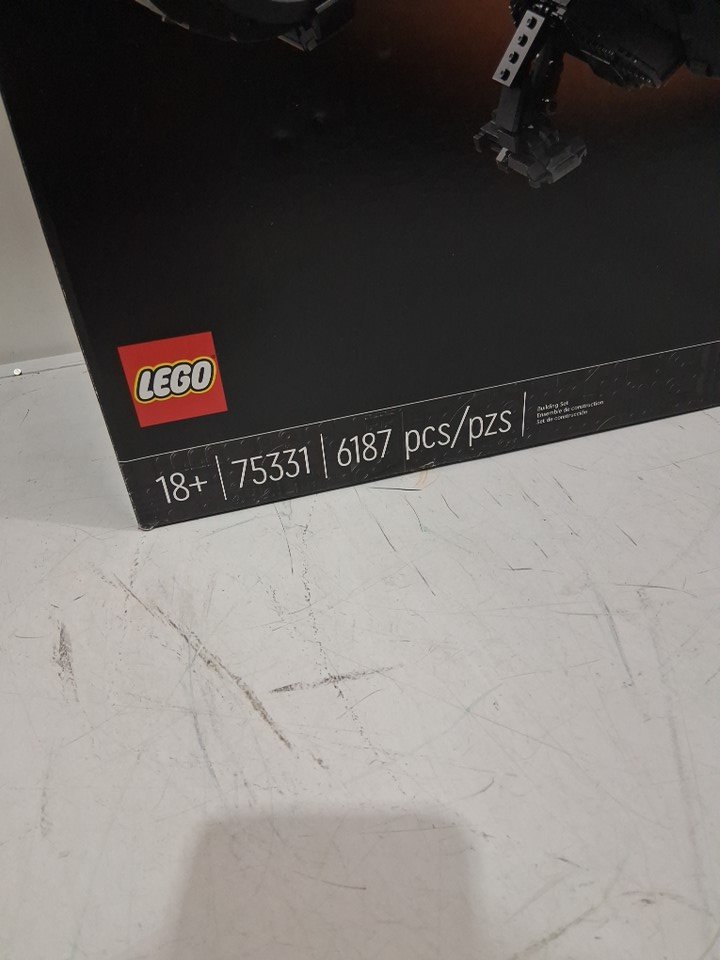 LEGO
18+ | 75331 | 6187 pcs/pzs |
Building Set
Ensemble de construction
Set de construcción